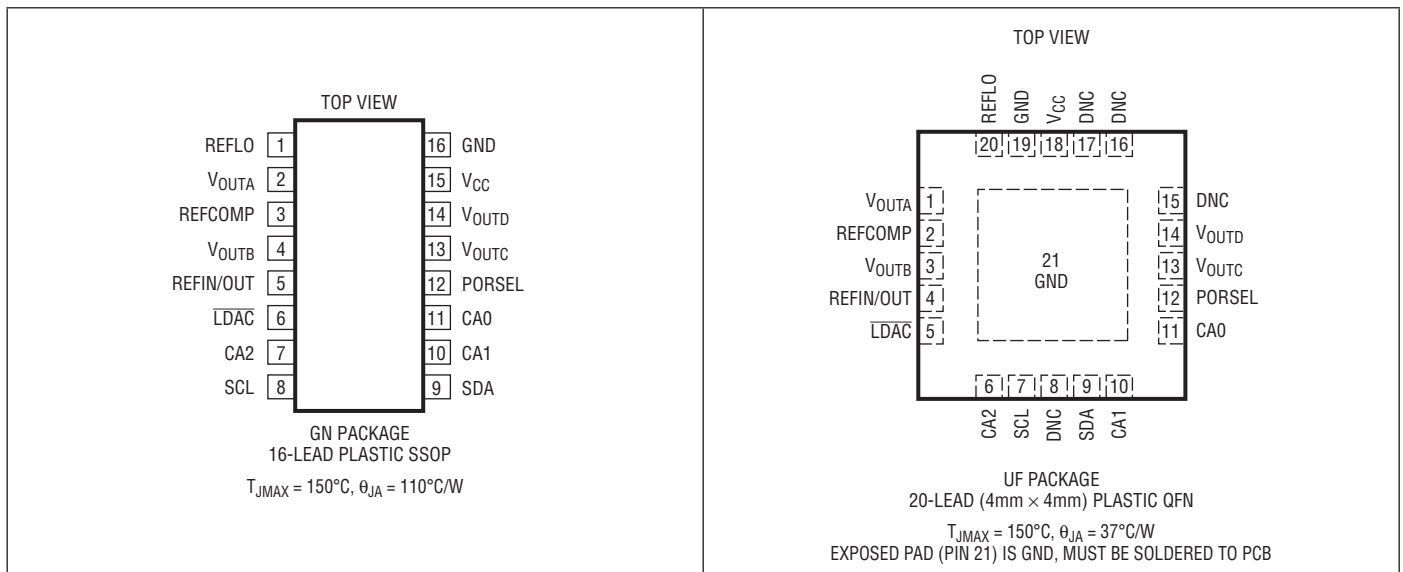 TOP VIEW
REFLO 1
VOUTA 2
REFCOMP 3
VOUTB 4
REFIN/OUT 5
LDAC 6
CA2 7
SCL 8
16 GND
15 VCC
14 VOUTD
13 VOUTC
12 PORSEL
11 CA0
10 CA1
9 SDA
GN PACKAGE
16-LEAD PLASTIC SSOP
TJMAX = 150°C, θJA = 110°C/W
TOP VIEW
REFLO GND VCC DNC DNC
20 19 18 17 16
VOUTA 1
REFCOMP 2
VOUTB 3
REFIN/OUT 4
LDAC 5
21
GND
15 DNC
14 VOUTD
13 VOUTC
12 PORSEL
11 CA0
6 7 8 9 10
CA2 SCL DNC SDA CA1
UF PACKAGE
20-LEAD (4mm × 4mm) PLASTIC QFN
TJMAX = 150°C, θJA = 37°C/W
EXPOSED PAD (PIN 21) IS GND, MUST BE SOLDERED TO PCB